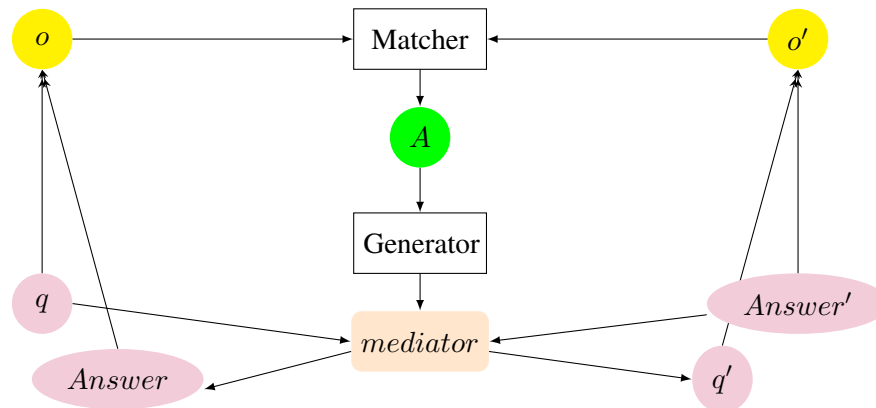 o
Matcher
o′
A
Generator
q
Answer′
mediator
Answer
q′